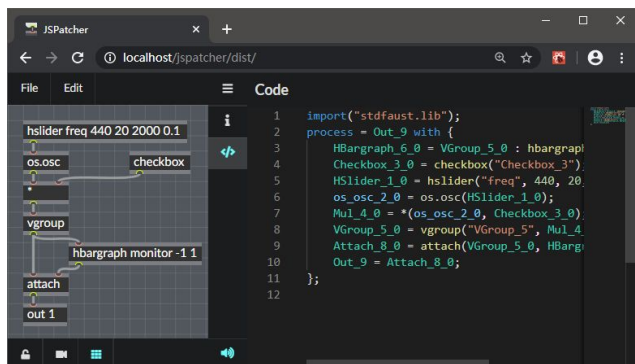 JSPatcher
localhost/jspatcher/dist/
File Edit
Code
hslider freq 440 20 2000 0.1
os.osc
checkbox
*
vgroup
hbargraph monitor -1 1
attach
out 1
1 import("stdfaust.lib");
2 process = Out_9 with {
3 HBargraph_6_0 = VGroup_5_0 : hbargraph
4 Checkbox_3_0 = checkbox("Checkbox_3")
5 HSlider_1_0 = hslider("freq", 440, 20,
6 os_osc_2_0 = os.osc(HSlider_1_0);
7 Mul_4_0 = *(os_osc_2_0, Checkbox_3_0)
8 VGroup_5_0 = vgroup("VGroup_5", Mul_4_
9 Attach_8_0 = attach(VGroup_5_0, HBarg
10 Out_9 = Attach_8_0;
11 };
12